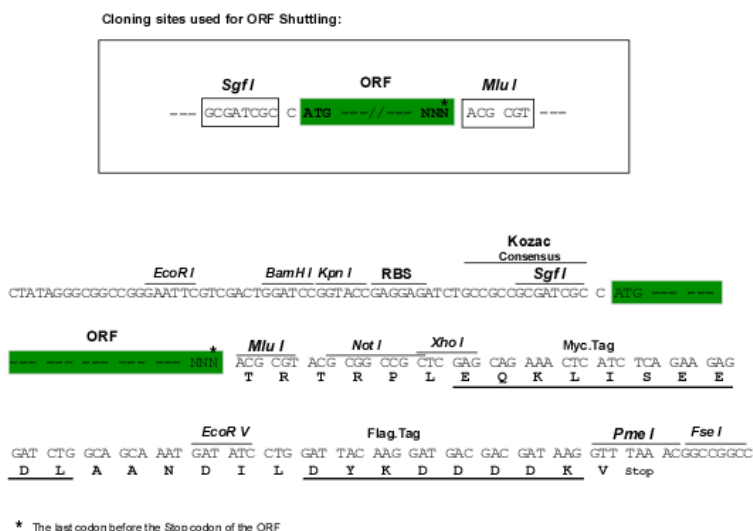 Cloning sites used for ORF Shuttling:
Sgf I ORF Mlu I
--- GCGATCGC C ATG ---//--- NNN* ACG CGT ---
Kozac
Consensus
EcoR I BamH I Kpn I RBS Sgf I
CTATAGGGCGGCCGGGAATTCGTCGACTGGATCCGGTACCGAGGAGATCTGCCGCCGCGATCGC C ATG --- ---
ORF
Mlu I Not I Xho I Myc.Tag
--- --- --- --- --- --- NNN* ACG CGT ACG CGG CCG CTC GAG CAG AAA CTC ATC TCA GAA GAG
T R T R P L E Q K L I S E E
EcoR V Flag.Tag Pme I Fse I
GAT CTG GCA GCA AAT GAT ATC CTG GAT TAC AAG GAT GAC GAC GAT AAG GTT TAA ACGGCCGGCC
D L A A N D I L D Y K D D D D K V Stop
* The last codon before the Stop codon of the ORF